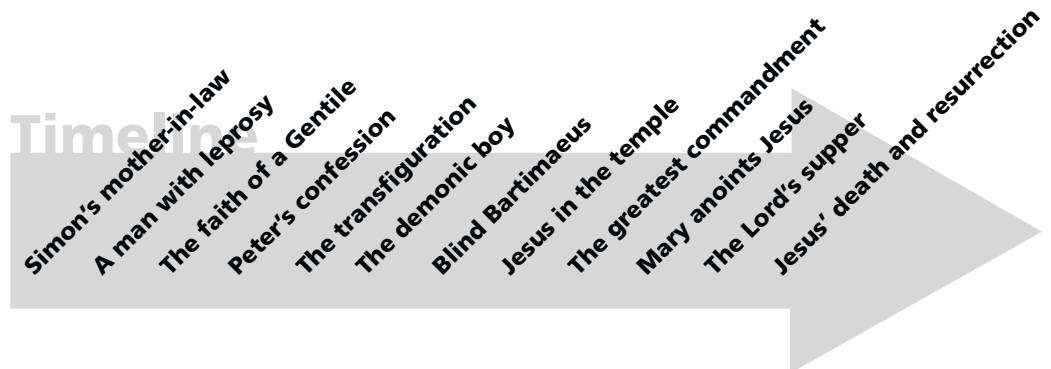 Timeline
Simon’s mother-in-law
A man with leprosy
The faith of a Gentile
Peter’s confession
The transfiguration
The demonic boy
Blind Bartimaeus
Jesus in the temple
The greatest commandment
Mary anoints Jesus
The Lord’s supper
Jesus’ death and resurrection